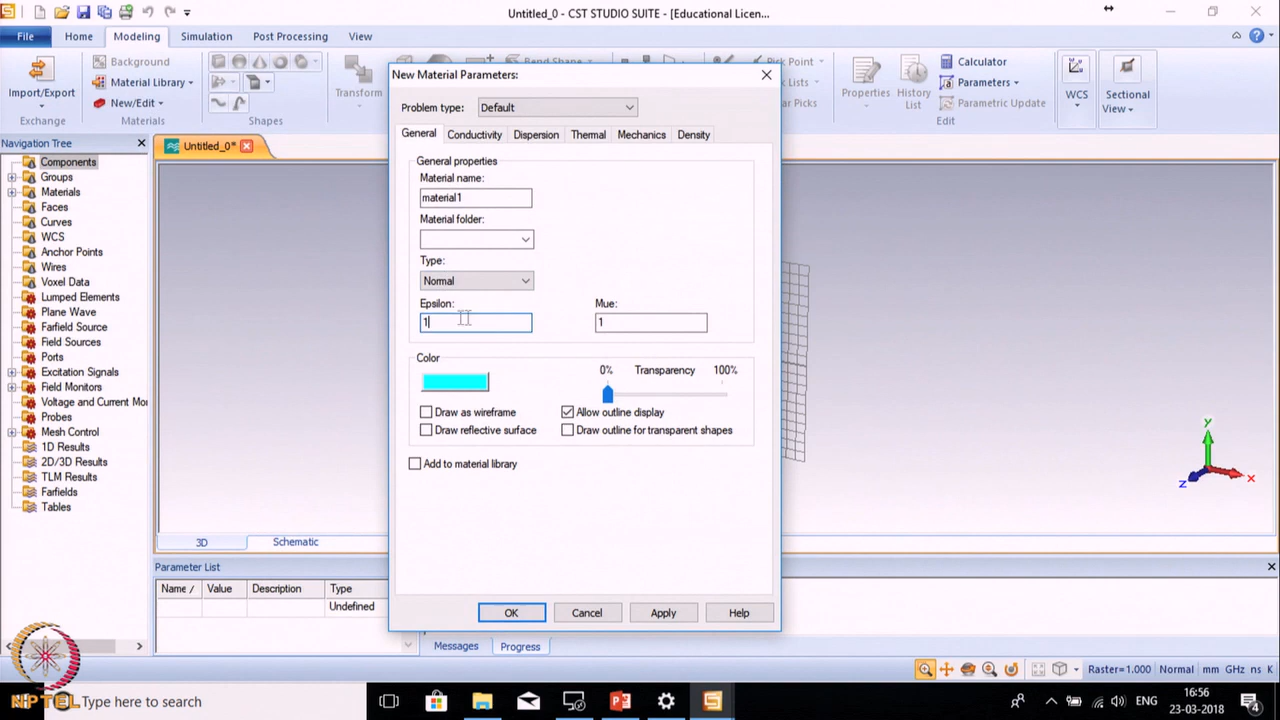 Untitled_0 - CST STUDIO SUITE - [Educational Licen...
File Home Modeling Simulation Post Processing View
Background
Material Library
New/Edit
Import/Export
Exchange
Materials
Shapes
Transform
Bend Shape
Pick Point
Lists
Clear Picks
Properties
History List
Calculator
Parameters
Parametric Update
Edit
WCS
Sectional View
Navigation Tree
Components
Groups
Materials
Faces
Curves
WCS
Anchor Points
Wires
Voxel Data
Lumped Elements
Plane Wave
Farfield Source
Field Sources
Ports
Excitation Signals
Field Monitors
Voltage and Current Mor
Probes
Mesh Control
1D Results
2D/3D Results
TLM Results
Farfields
Tables
Untitled_0*
New Material Parameters:
Problem type: Default
General Conductivity Dispersion Thermal Mechanics Density
General properties
Material name:
material1
Material folder:
Type:
Normal
Epsilon: Mue:
1 1
Color
0% Transparency 100%
Draw as wireframe Allow outline display
Draw reflective surface Draw outline for transparent shapes
Add to material library
OK Cancel Apply Help
y
x
z
3D Schematic
Parameter List
Name / Value Description Type
Undefined
Messages Progress
Raster=1.000 Normal mm GHz ns K
NPTEL
Type here to search
ENG
16:56
23-03-2018
4